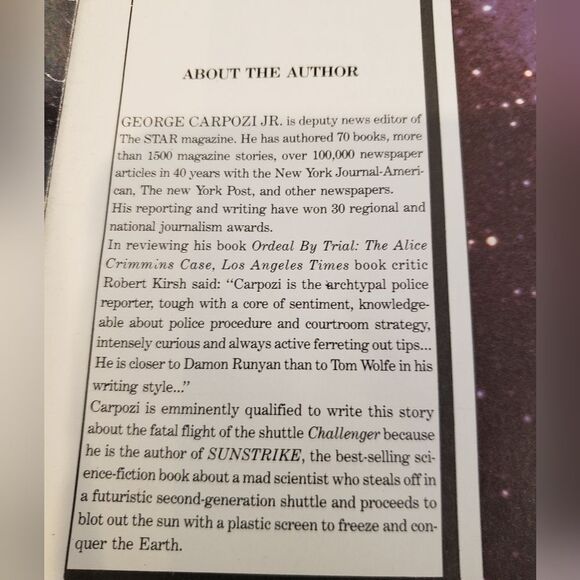 ABOUT THE AUTHOR
GEORGE CARPOZI JR. is deputy news editor of
The STAR magazine. He has authored 70 books, more
than 1500 magazine stories, over 100,000 newspaper
articles in 40 years with the New York Journal-Ameri-
can, The new York Post, and other newspapers.
His reporting and writing have won 30 regional and
national journalism awards.
In reviewing his book Ordeal By Trial: The Alice
Crimmins Case, Los Angeles Times book critic
Robert Kirsh said: “Carpozi is the archtypal police
reporter, tough with a core of sentiment, knowledge-
able about police procedure and courtroom strategy,
intensely curious and always active ferreting out tips...
He is closer to Damon Runyan than to Tom Wolfe in his
writing style...”
Carpozi is emminently qualified to write this story
about the fatal flight of the shuttle Challenger because
he is the author of SUNSTRIKE, the best-selling sci-
ence-fiction book about a mad scientist who steals off in
a futuristic second-generation shuttle and proceeds to
blot out the sun with a plastic screen to freeze and con-
quer the Earth.